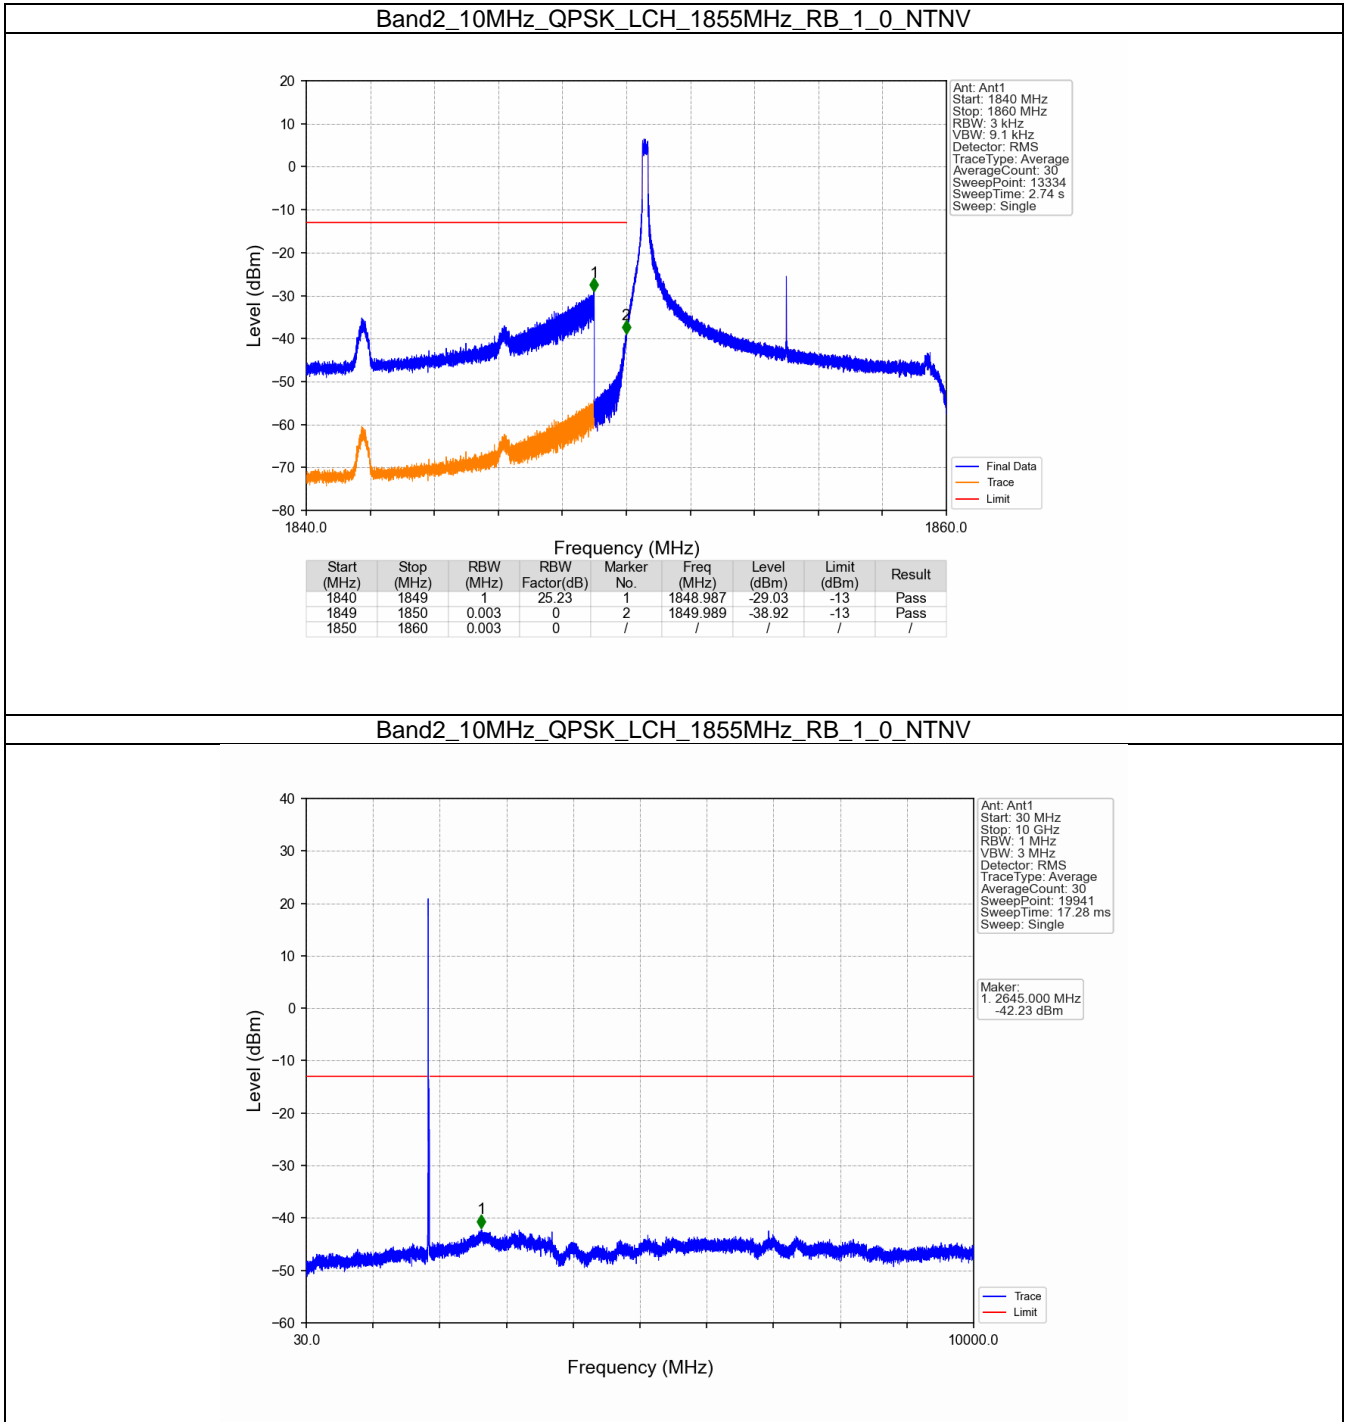 Band2_10MHz_QPSK_LCH_1855MHz_RB_1_0_NTNV
20
10
0
−10
−20
−30
−40
−50
−60
−70
−80
Level (dBm)
1
2
1840.0
1860.0
Frequency (MHz)
Ant: Ant1
Start: 1840 MHz
Stop: 1860 MHz
RBW: 3 kHz
VBW: 9.1 kHz
Detector: RMS
TraceType: Average
AverageCount: 30
SweepPoint: 13334
SweepTime: 2.74 s
Sweep: Single
Final Data
Trace
Limit
Start (MHz) Stop (MHz) RBW (MHz) RBW Factor(dB) Marker No. Freq (MHz) Level (dBm) Limit (dBm) Result
1840 1849 1 25.23 1 1848.987 -29.03 -13 Pass
1849 1850 0.003 0 2 1849.989 -38.92 -13 Pass
1850 1860 0.003 0 / / / / /
Band2_10MHz_QPSK_LCH_1855MHz_RB_1_0_NTNV
40
30
20
10
0
−10
−20
−30
−40
−50
−60
Level (dBm)
1
30.0
10000.0
Frequency (MHz)
Ant: Ant1
Start: 30 MHz
Stop: 10 GHz
RBW: 1 MHz
VBW: 3 MHz
Detector: RMS
TraceType: Average
AverageCount: 30
SweepPoint: 19941
SweepTime: 17.28 ms
Sweep: Single
Maker:
1. 2645.000 MHz
-42.23 dBm
Trace
Limit